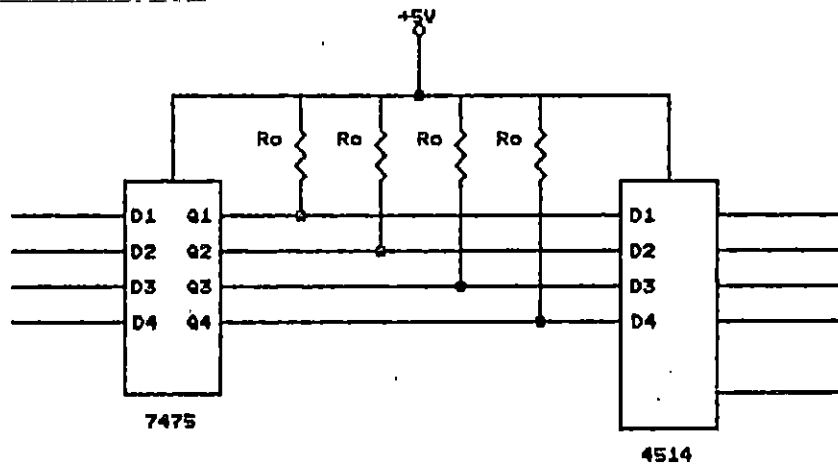 +5V
Ro Ro Ro Ro
D1 Q1 D1
D2 Q2 D2
D3 Q3 D3
D4 Q4 D4
7475
4514